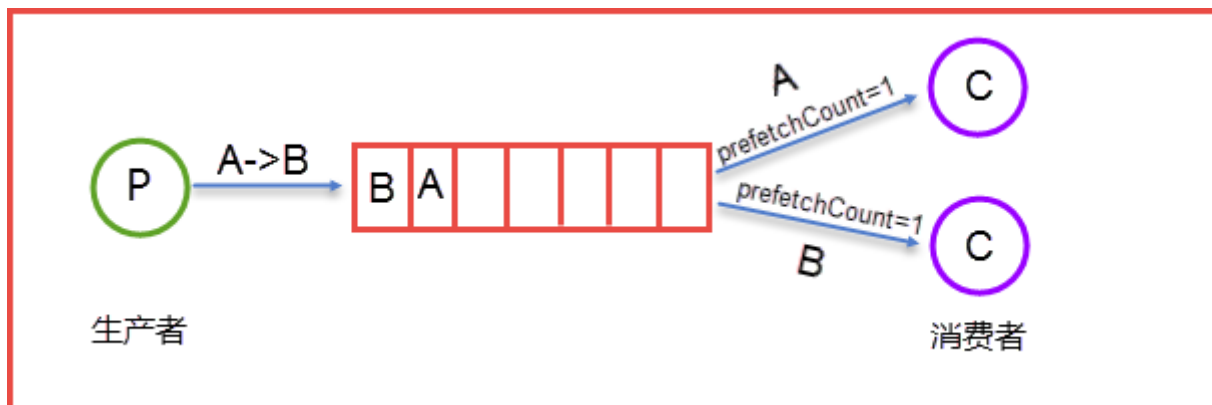 P
A->B
B A
A
prefetchCount=1
C
prefetchCount=1
B
C
生产者
消费者